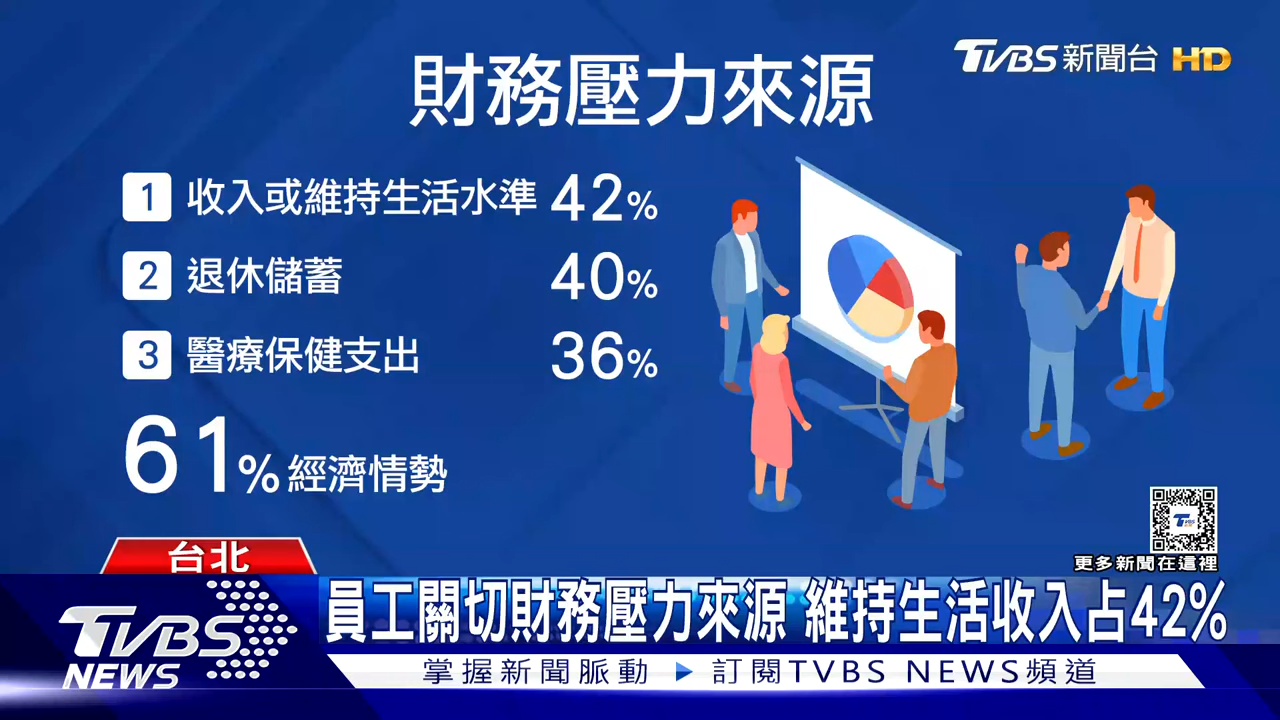 財務壓力來源
TVBS新聞台 HD
1 收入或維持生活水準 42%
2 退休儲蓄 40%
3 醫療保健支出 36%
61%經濟情勢
更多新聞在這裡
台北
員工關切財務壓力來源 維持生活收入占42%
TVBS NEWS
掌握新聞脈動 ▶ 訂閱TVBS NEWS頻道